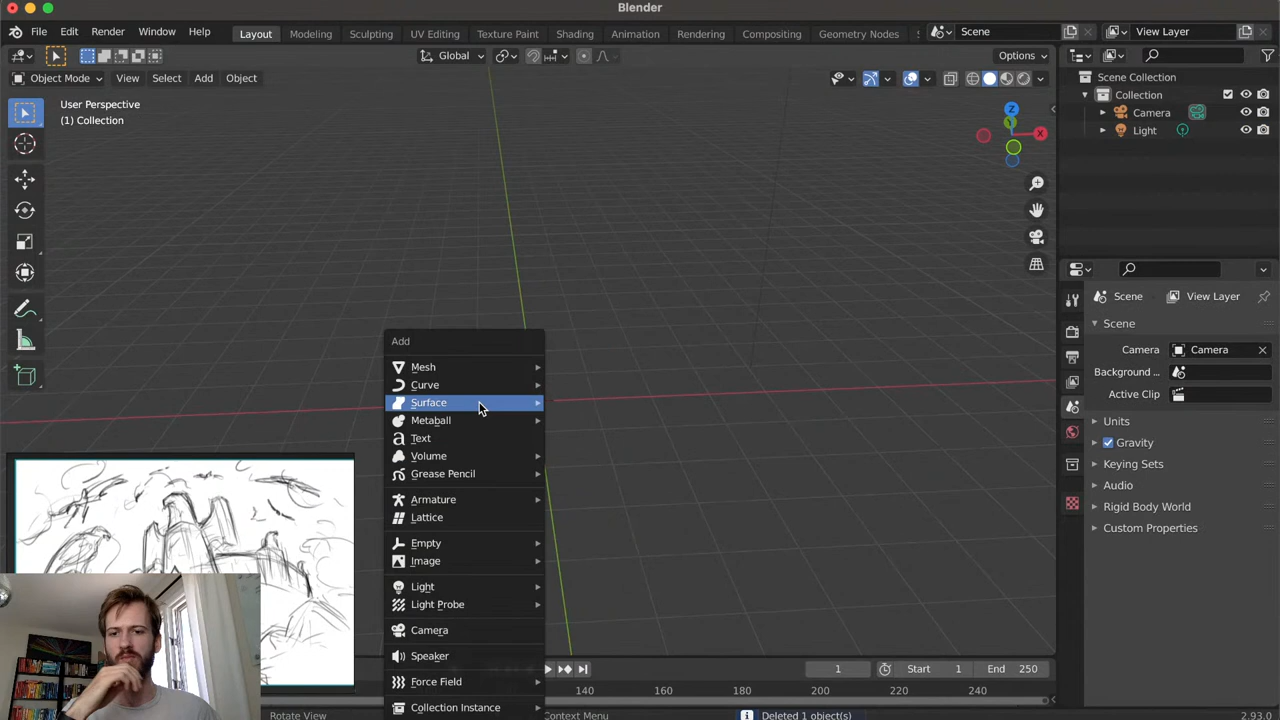 Blender
File Edit Render Window Help
Layout Modeling Sculpting UV Editing Texture Paint Shading Animation Rendering Compositing Geometry Nodes
Scene
View Layer
Global
Options
Object Mode View Select Add Object
User Perspective
(1) Collection
Z
X
Scene Collection
Collection
Camera
Light
Scene View Layer
Scene
Camera Camera
Background ...
Active Clip
Units
Gravity
Keying Sets
Audio
Rigid Body World
Custom Properties
Add
Mesh
Curve
Surface
Metaball
Text
Volume
Grease Pencil
Armature
Lattice
Empty
Image
Light
Light Probe
Camera
Speaker
Force Field
Collection Instance
1 Start 1 End 250
140 160 180 200 220 240
Rotate View
Context Menu
Deleted 1 object(s)
2.93.0